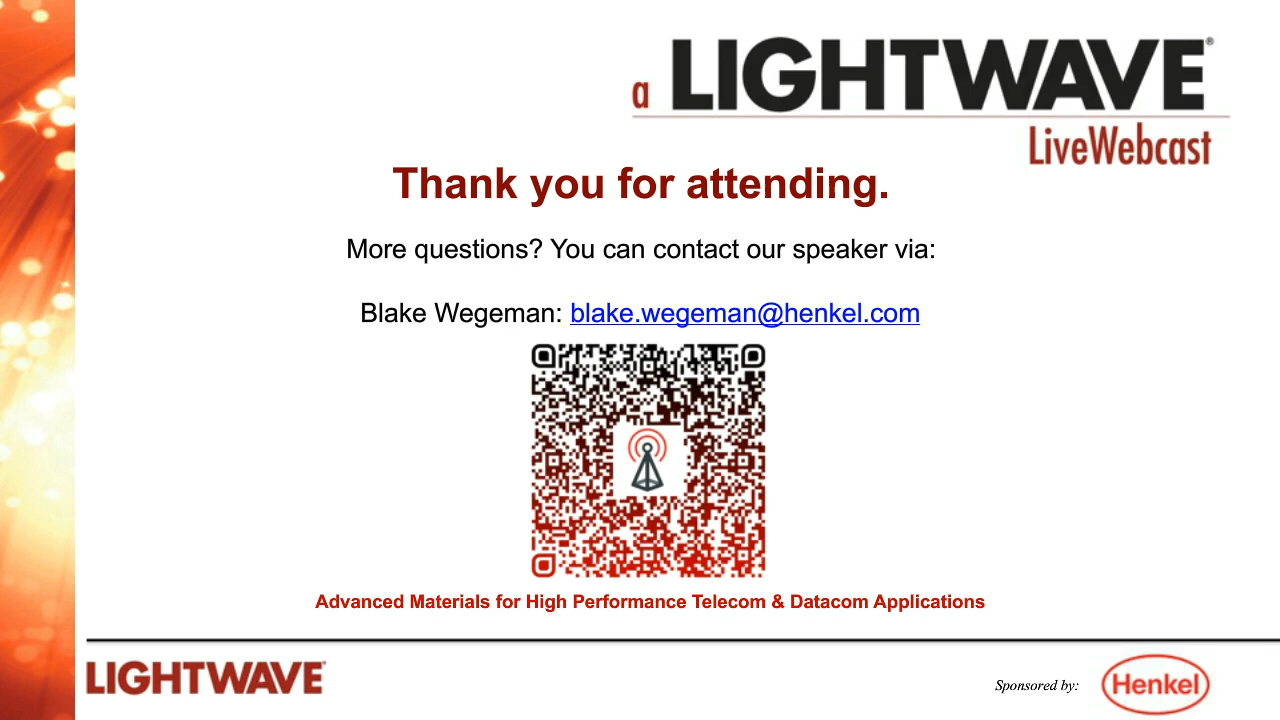 a LIGHTWAVE®
LiveWebcast
Thank you for attending.
More questions? You can contact our speaker via:
Blake Wegeman: blake.wegeman@henkel.com
Advanced Materials for High Performance Telecom & Datacom Applications
LIGHTWAVE
Sponsored by:
Henkel